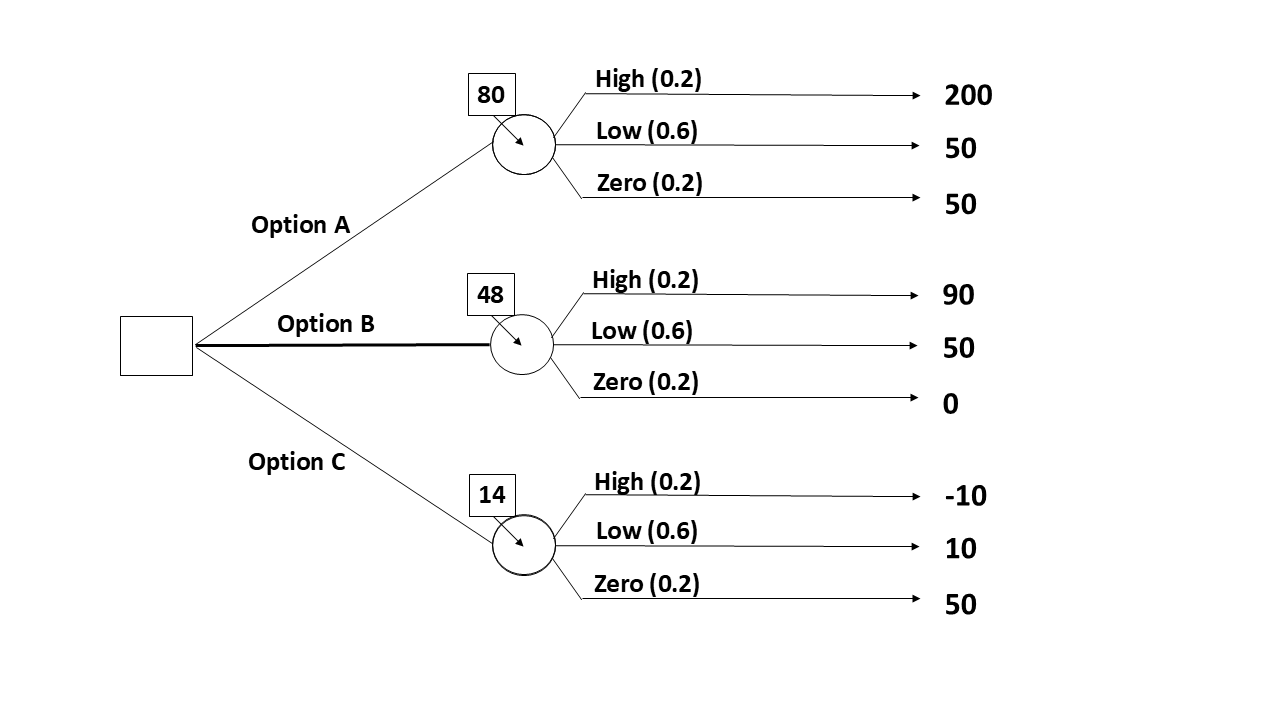 High (0.2)
80
200
Low (0.6)
50
Zero (0.2)
50
Option A
High (0.2)
48
90
Option B
Low (0.6)
50
Zero (0.2)
0
Option C
High (0.2)
14
-10
Low (0.6)
10
Zero (0.2)
50